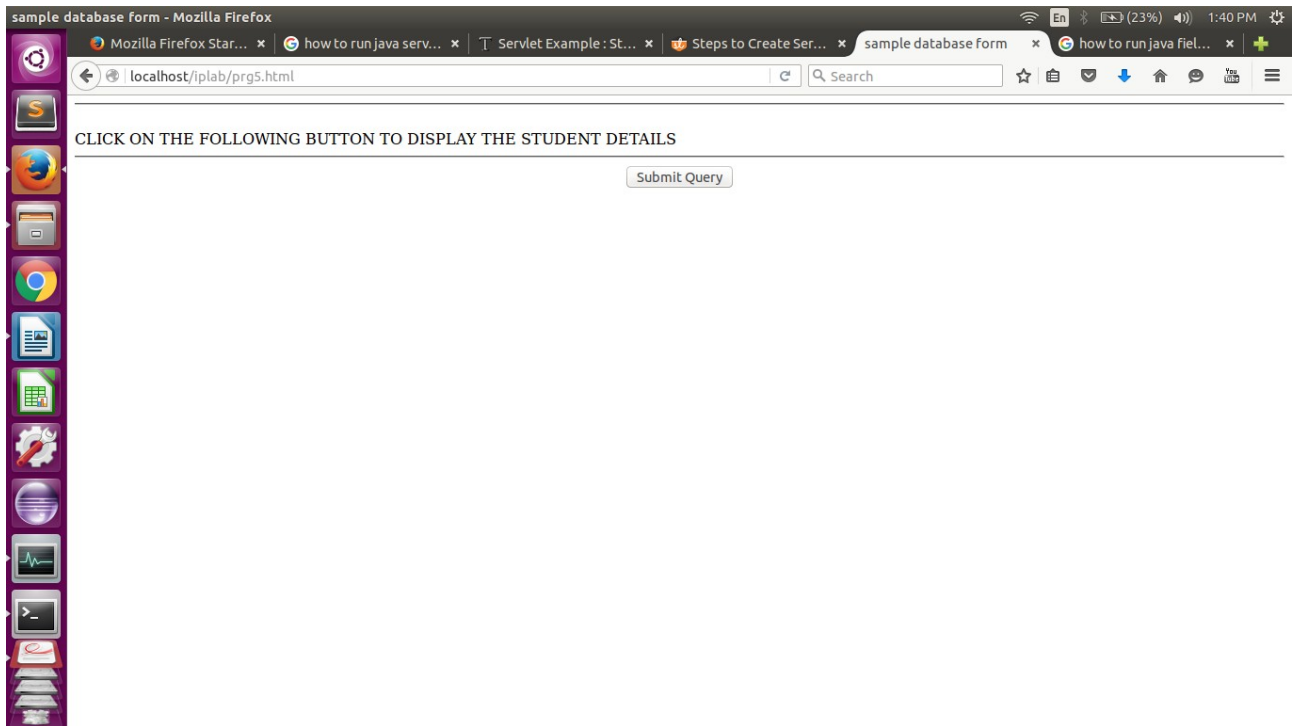 sample database form - Mozilla Firefox
En
(23%)
1:40 PM
Mozilla Firefox Star...
how to run java serv...
Servlet Example : St...
Steps to Create Ser...
sample database form
how to run java fiel...
localhost/iplab/prg5.html
Search
You
Tube
CLICK ON THE FOLLOWING BUTTON TO DISPLAY THE STUDENT DETAILS
Submit Query